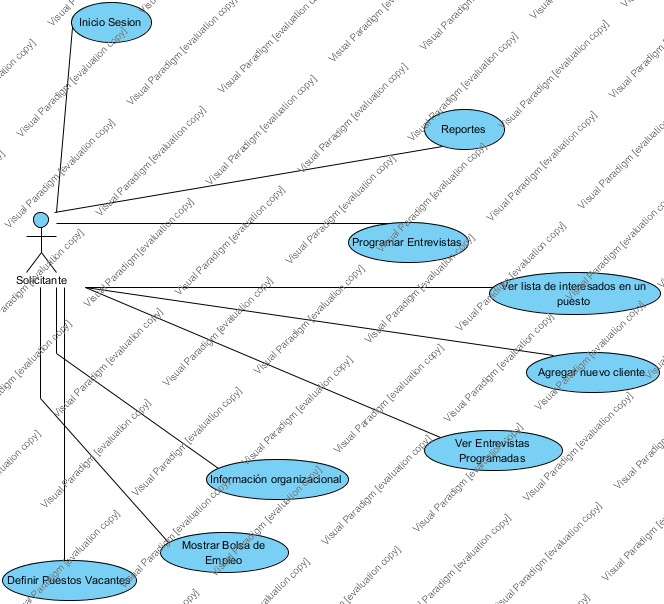 Inicio Sesion
Reportes
Programar Entrevistas
Solicitante
Ver lista de interesados en un
puesto
Agregar nuevo cliente
Ver Entrevistas
Programadas
Información organizacional
Mostrar Bolsa de
Empleo
Definir Puestos Vacantes
Visual Paradigm [evaluation copy]